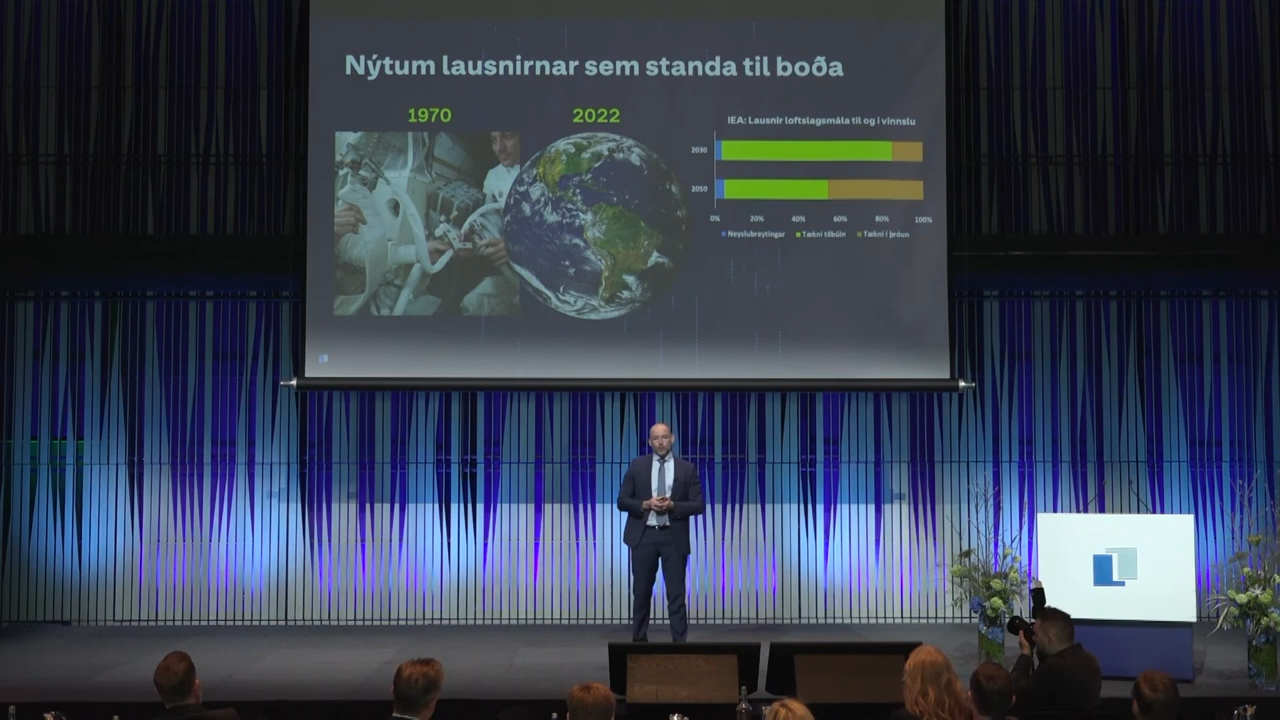 Nýtum lausnirnar sem standa til boða
1970
2022
IEA: Lausnir loftslagsmála til og í vinnslu
2030
2050
0% 20% 40% 60% 80% 100%
Neyslubreytingar Tækni tilbúin Tækni í þróun